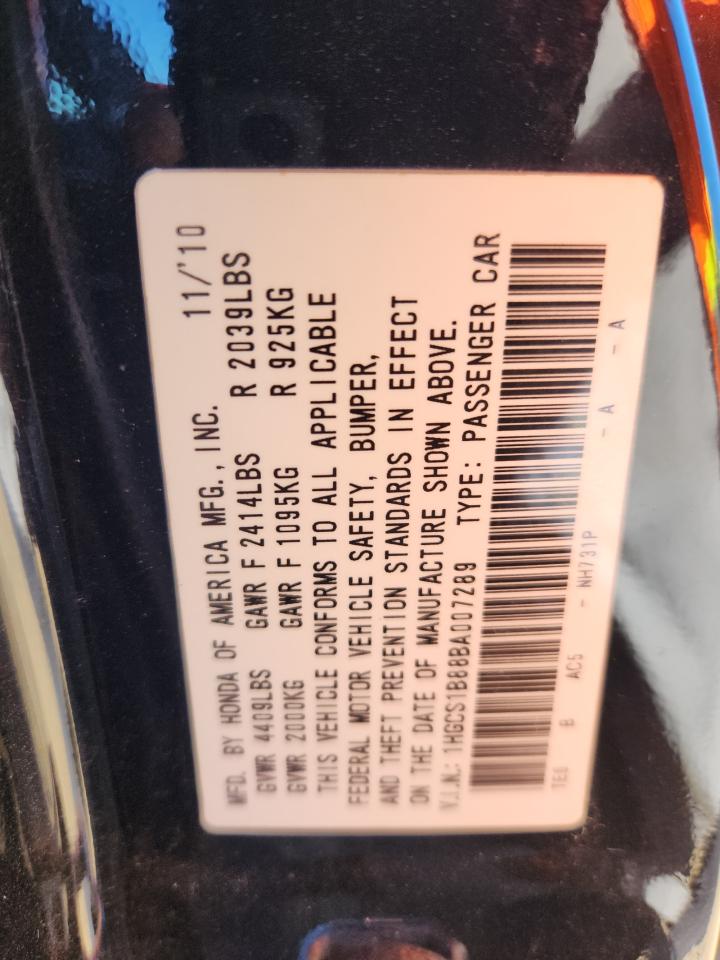 MFD. BY HONDA OF AMERICA MFG., INC. 11/'10
GVWR 4409LBS GAWR F 2414LBS R 2039LBS
GVWR 2000KG GAWR F 1095KG R 925KG
THIS VEHICLE CONFORMS TO ALL APPLICABLE
FEDERAL MOTOR VEHICLE SAFETY, BUMPER,
AND THEFT PREVENTION STANDARDS IN EFFECT
ON THE DATE OF MANUFACTURE SHOWN ABOVE.
V.I.N.: 1HGCS1B88BA007289 TYPE: PASSENGER CAR
TE6 B AC5 - NH731P - A - A